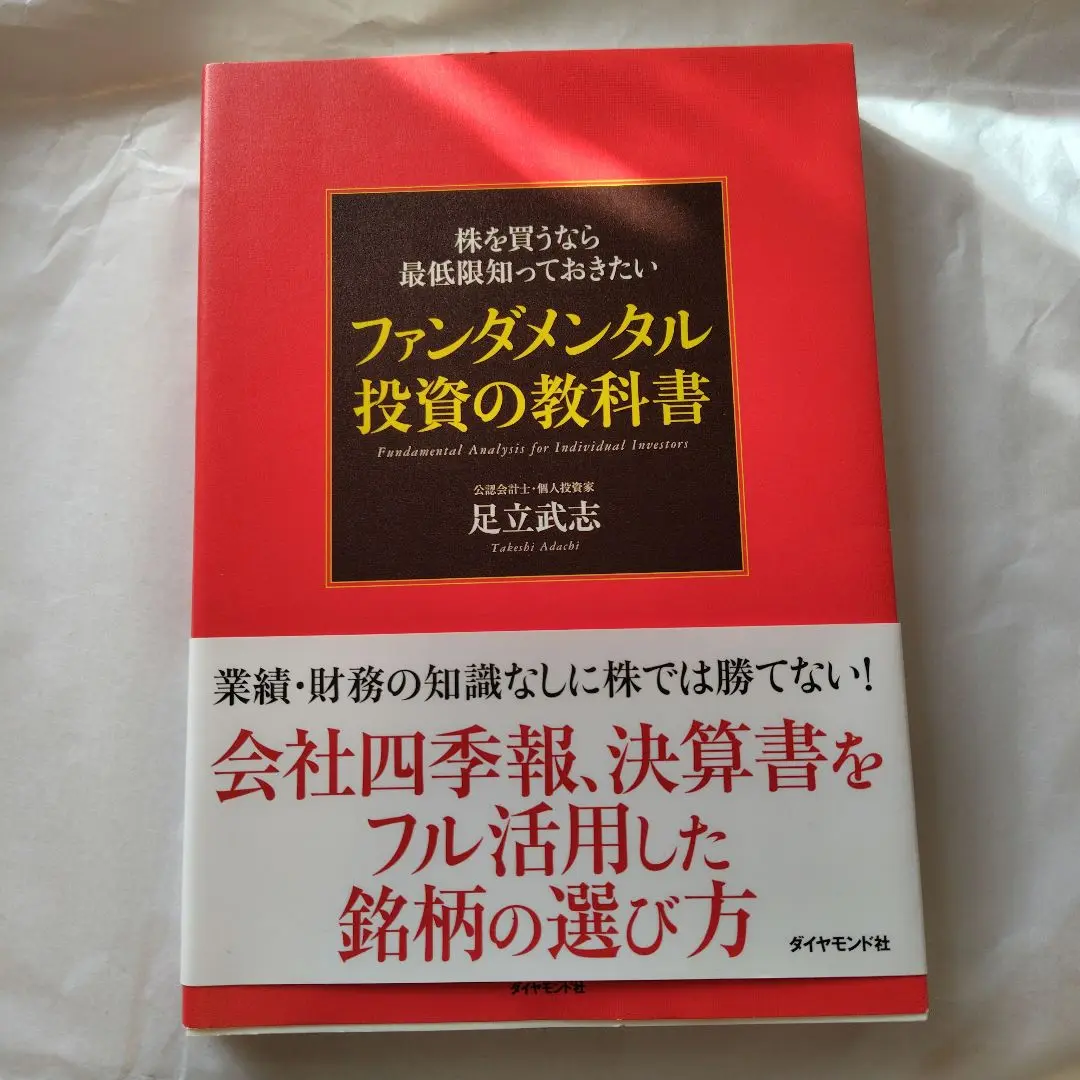 株を買うなら
最低限知っておきたい
ファンダメンタル
投資の教科書
Fundamental Analysis for Individual Investors
公認会計士・個人投資家
足立武志
Takeshi Adachi
業績・財務の知識なしに株では勝てない!
会社四季報、決算書を
フル活用した
銘柄の選び方
ダイヤモンド社
ダイヤモンド社